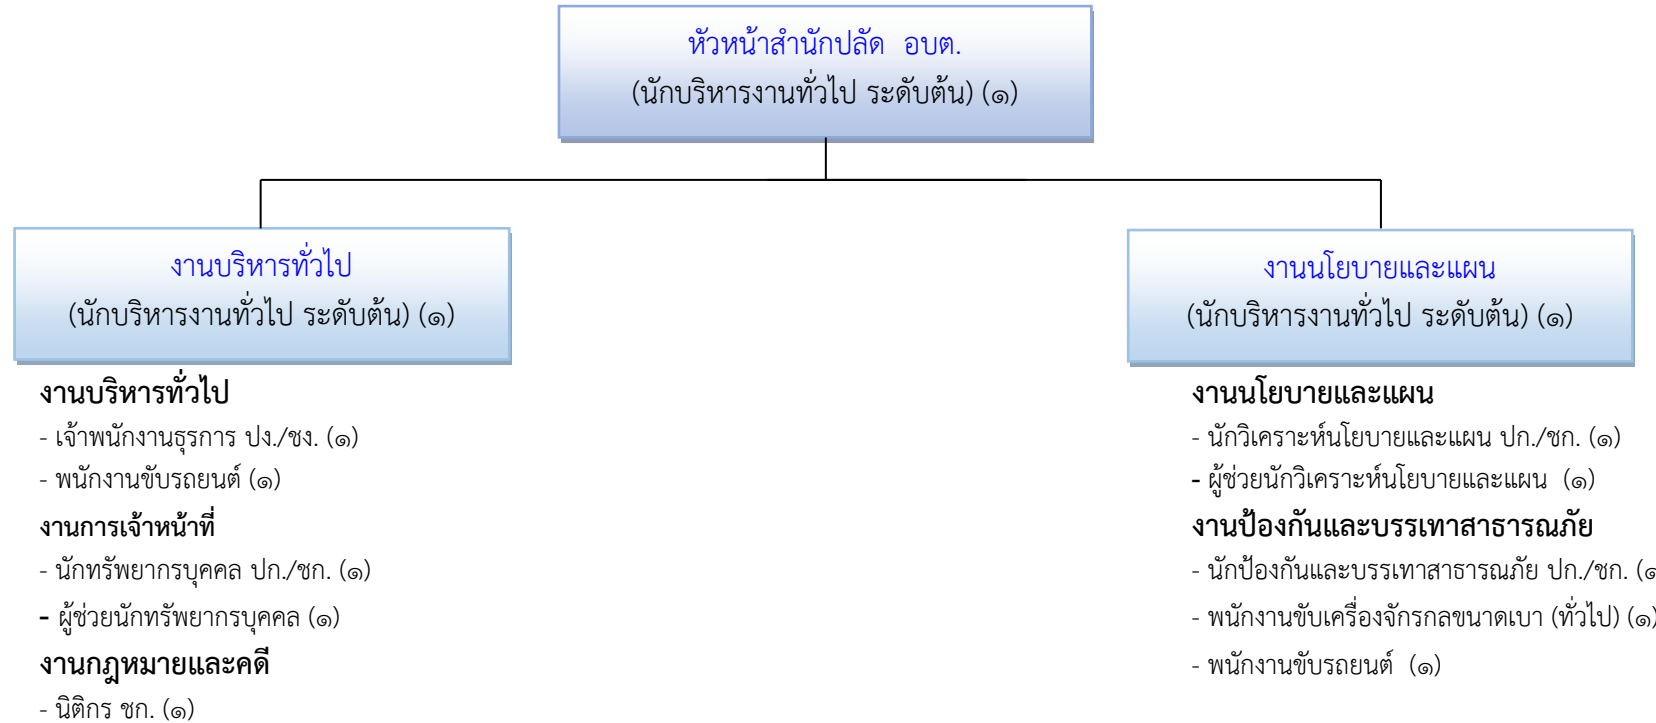 หัวหน้าสำนักปลัด อบต.
(นักบริหารงานทั่วไป ระดับต้น) (๑)
งานบริหารทั่วไป
(นักบริหารงานทั่วไป ระดับต้น) (๑)
งานบริหารทั่วไป
- เจ้าพนักงานธุรการ ปง./ชง. (๑)
- พนักงานขับรถยนต์ (๑)
งานการเจ้าหน้าที่
- นักทรัพยากรบุคคล ปก./ชก. (๑)
- ผู้ช่วยนักทรัพยากรบุคคล (๑)
งานกฎหมายและคดี
- นิติกร ชก. (๑)
งานนโยบายและแผน
(นักบริหารงานทั่วไป ระดับต้น) (๑)
งานนโยบายและแผน
- นักวิเคราะห์นโยบายและแผน ปก./ชก. (๑)
- ผู้ช่วยนักวิเคราะห์นโยบายและแผน (๑)
งานป้องกันและบรรเทาสาธารณภัย
- นักป้องกันและบรรเทาสาธารณภัย ปก./ชก. (๑
- พนักงานขับเครื่องจักรกลขนาดเบา (ทั่วไป) (๑)
- พนักงานขับรถยนต์ (๑)